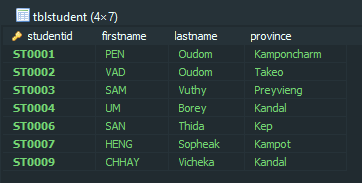 tblstudent (4×7)
studentid firstname lastname province
ST0001 PEN Oudom Kamponcharm
ST0002 VAD Oudom Takeo
ST0003 SAM Vuthy Preyvieng
ST0004 UM Borey Kandal
ST0006 SAN Thida Kep
ST0007 HENG Sopheak Kampot
ST0009 CHHAY Vicheka Kandal